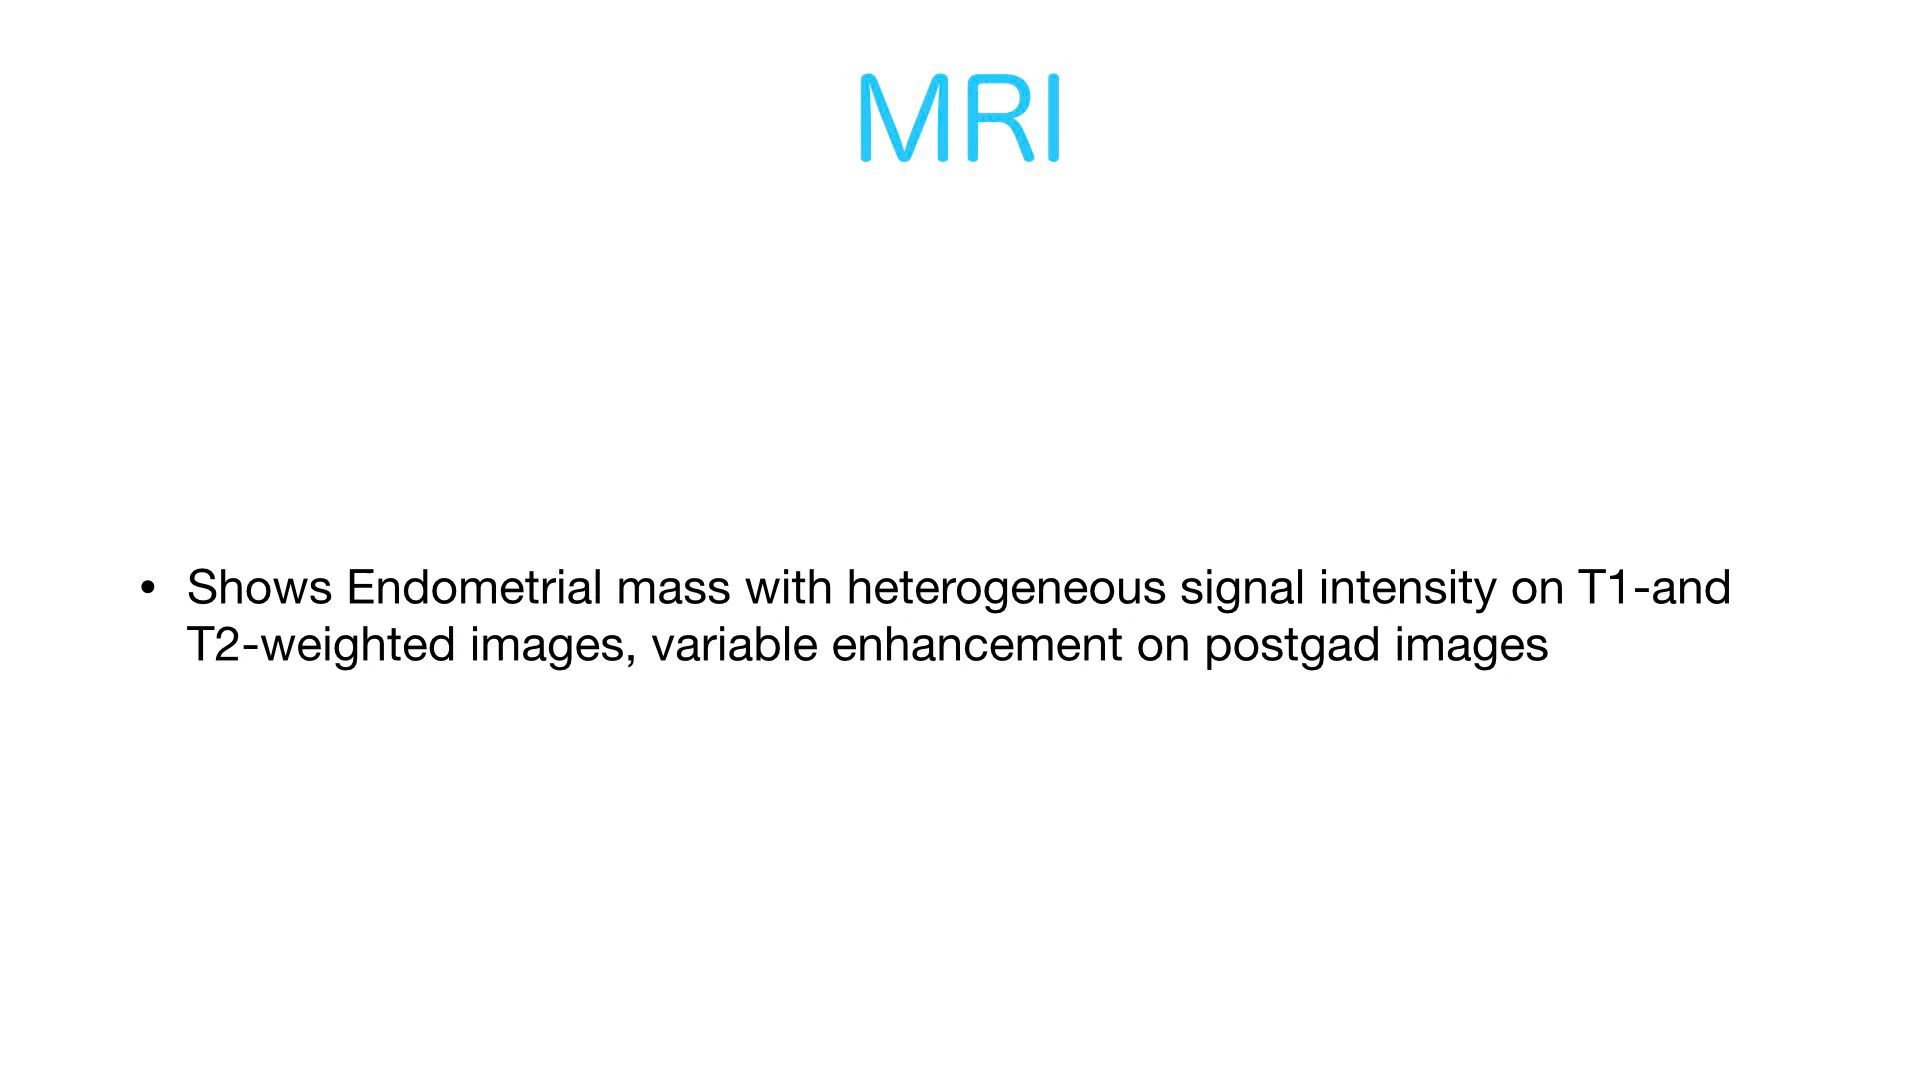 MRI
• Shows Endometrial mass with heterogeneous signal intensity on T1-and
T2-weighted images, variable enhancement on postgad images